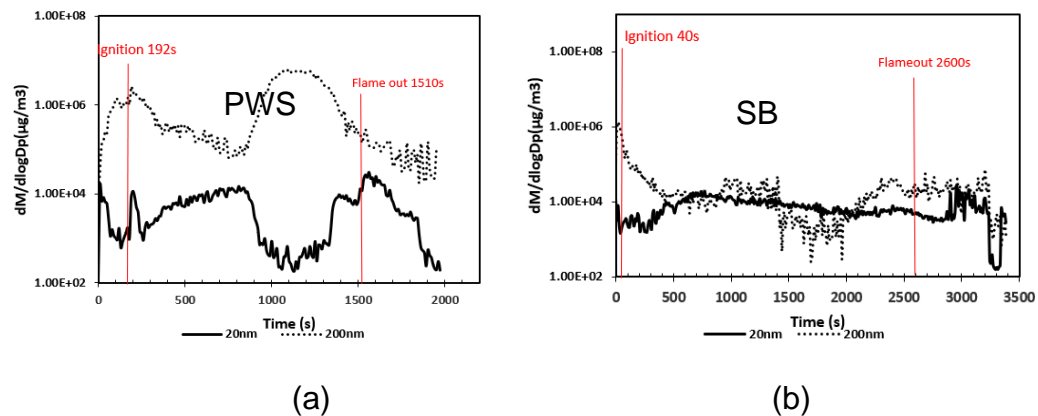 1.00E+08
Ignition 192s
Flame out 1510s
1.00E+06
PWS
dM/dlogDp(µg/m3)
1.00E+04
1.00E+02
0 500 1000 1500 2000
Time (s)
20nm 200nm
(a)
Ignition 40s
1.00E+08
Flameout 2600s
1.00E+06
SB
dM/dlogDp(µg/m3)
1.00E+04
1.00E+02
0 500 1000 1500 2000 2500 3000 3500
Time (s)
20nm 200nm
(b)